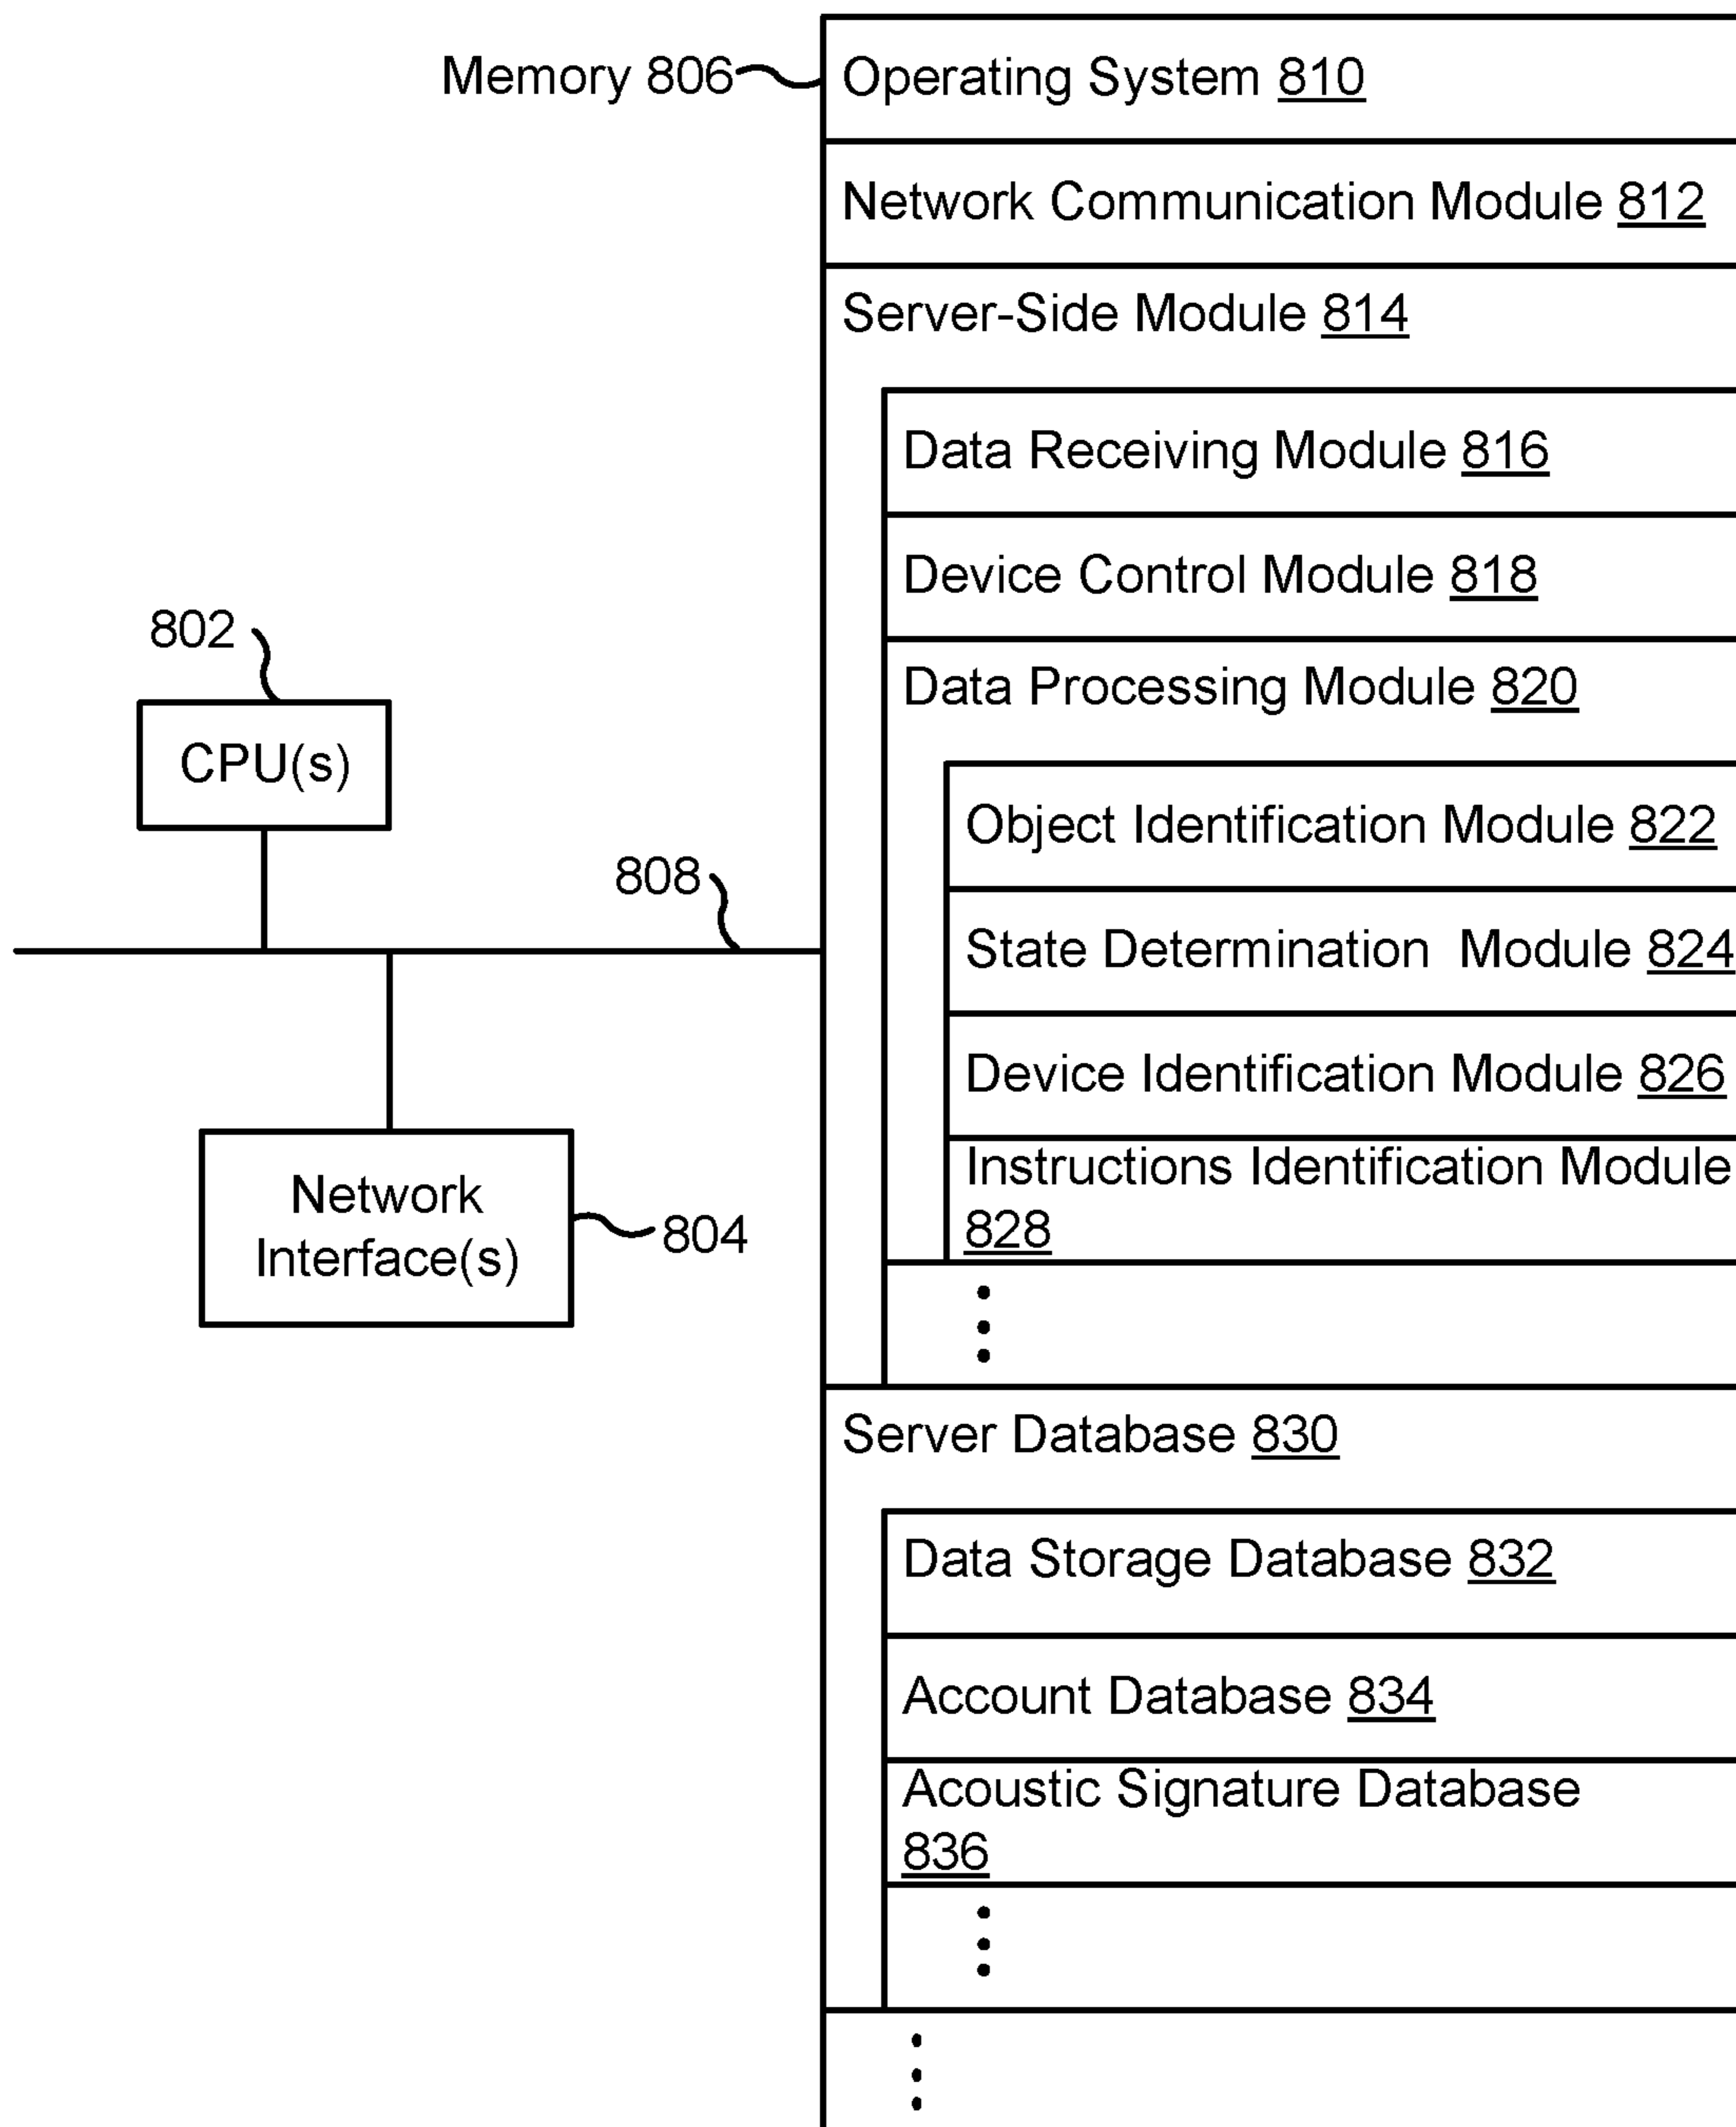 Memory 806
Operating System 810
Network Communication Module 812
Server-Side Module 814
Data Receiving Module 816
Device Control Module 818
802
Data Processing Module 820
CPU(s)
Object Identification Module 822
808
State Determination  Module 824
Device Identification Module 826
Instructions Identification Module
828
Network
Interface(s)
804
Server Database 830
Data Storage Database 832
Account Database 834
Acoustic Signature Database
836